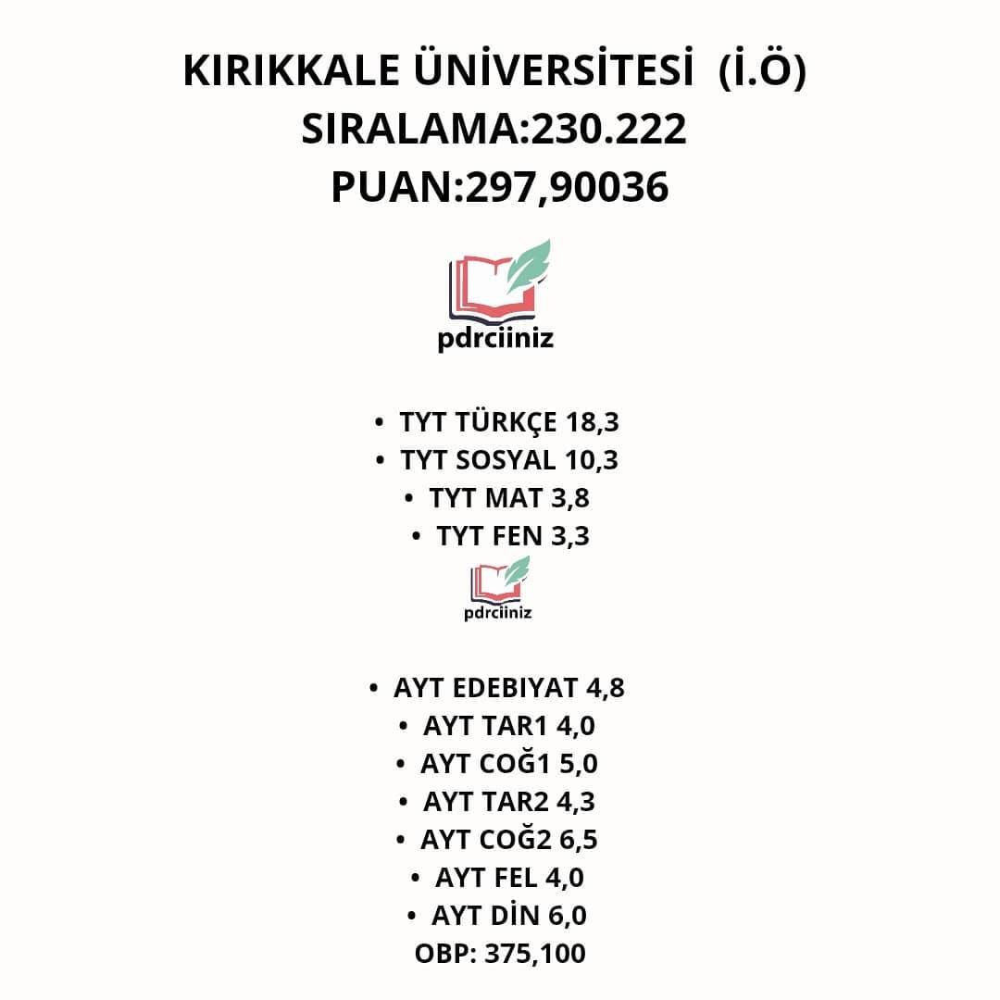 KIRIKKALE ÜNİVERSİTESİ (İ.Ö)
SIRALAMA:230.222
PUAN:297,90036
pdrciiniz
• TYT TÜRKÇE 18,3
• TYT SOSYAL 10,3
• TYT MAT 3,8
• TYT FEN 3,3
pdrciiniz
• AYT EDEBIYAT 4,8
• AYT TAR1 4,0
• AYT COĞ1 5,0
• AYT TAR2 4,3
• AYT COĞ2 6,5
• AYT FEL 4,0
• AYT DİN 6,0
OBP: 375,100